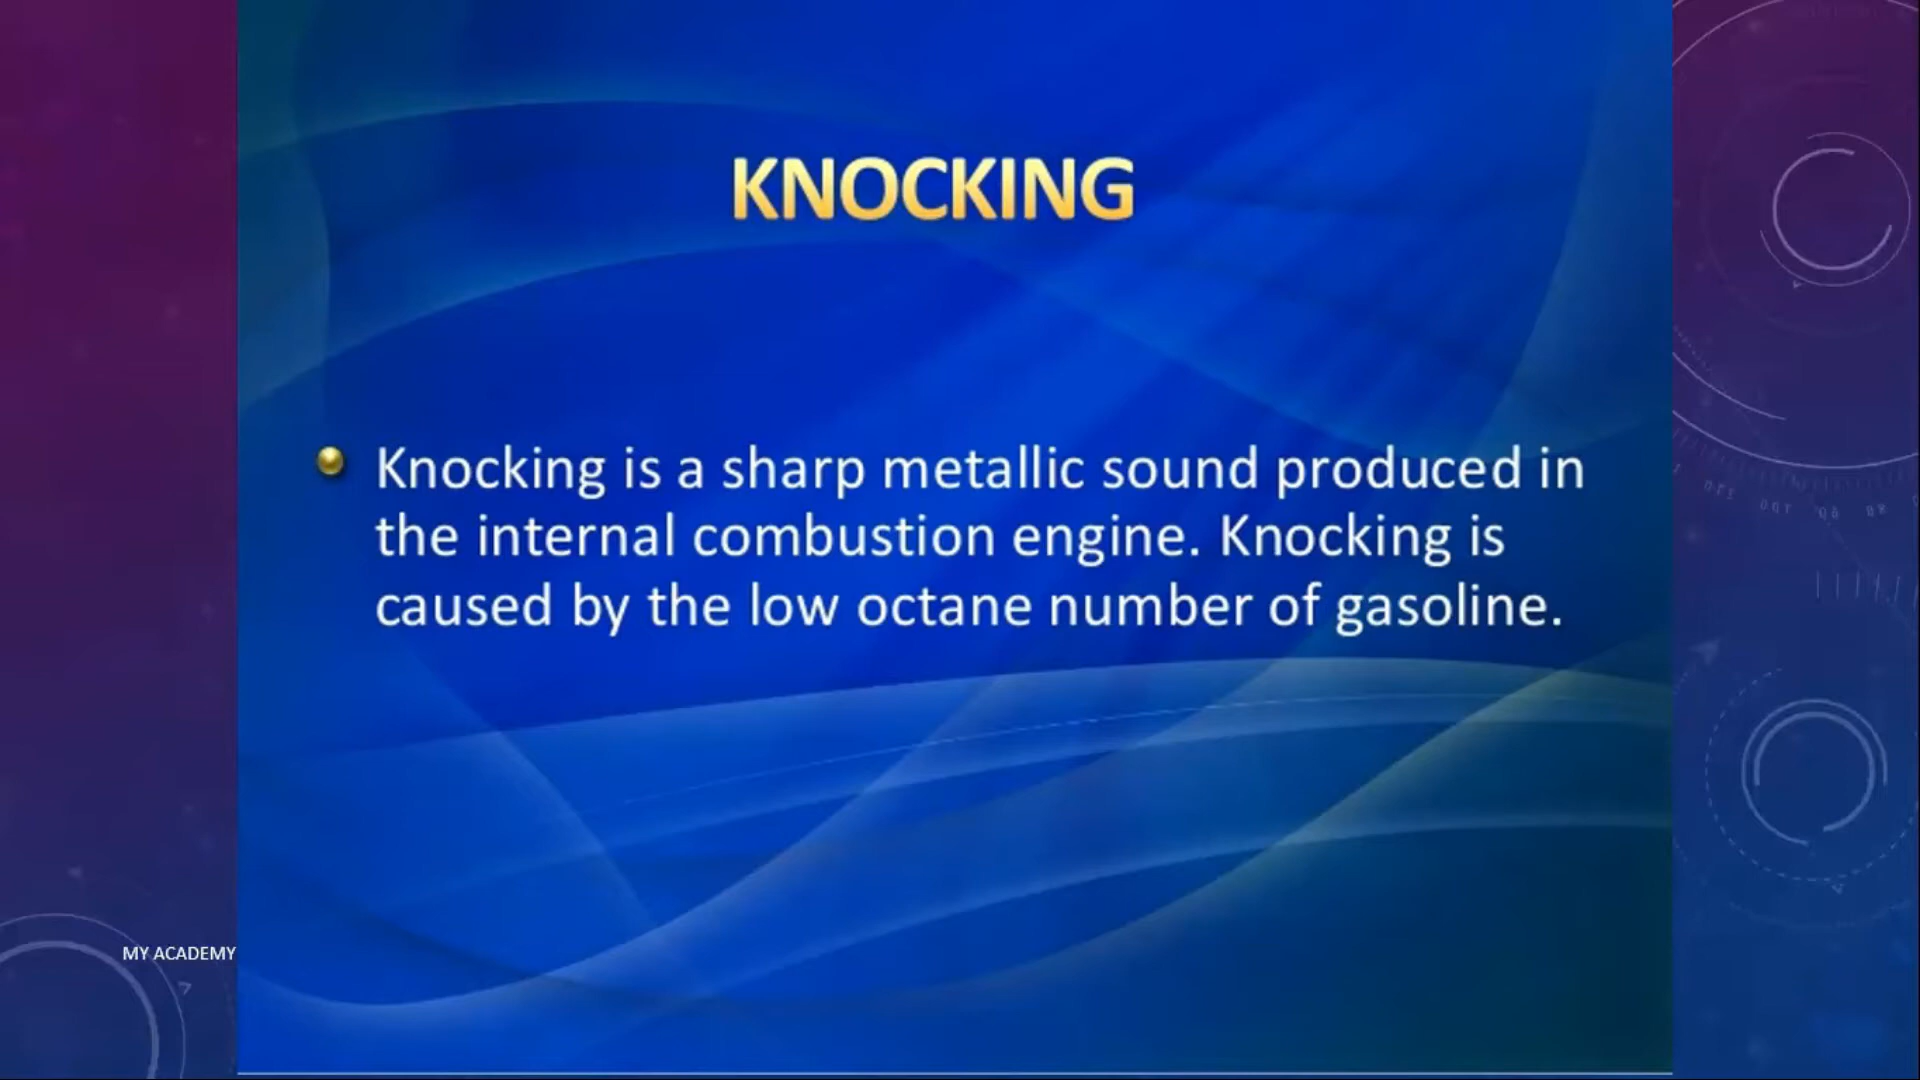 KNOCKING
Knocking is a sharp metallic sound produced in
the internal combustion engine. Knocking is
caused by the low octane number of gasoline.
MY ACADEMY